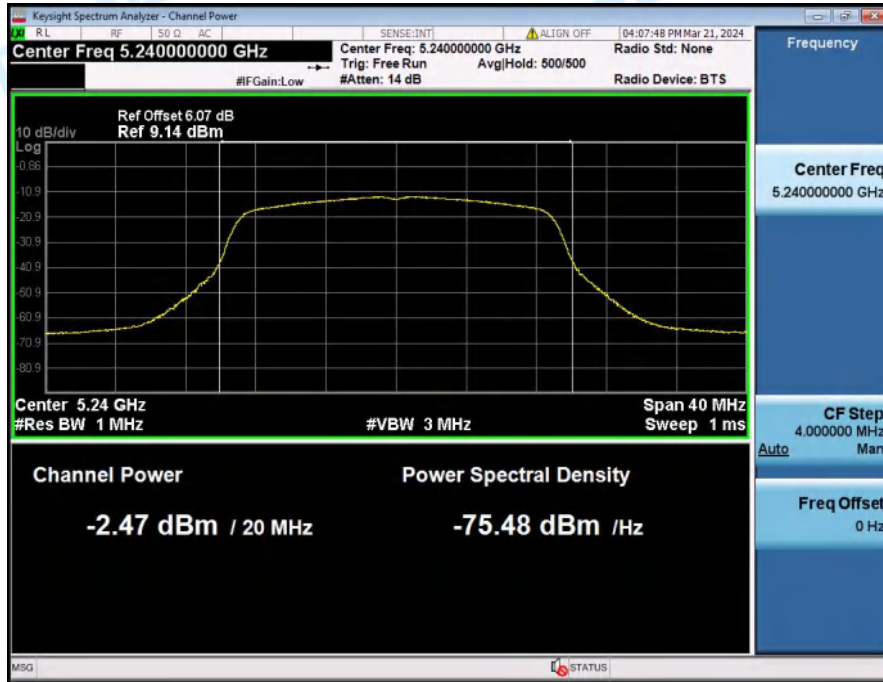 Keysight Spectrum Analyzer - Channel Power
LXI RL RF 50 Ω AC SENSE:INT ALIGN OFF 04:07:48 PM Mar 21, 2024
Center Freq 5.240000000 GHz
Center Freq: 5.240000000 GHz
Radio Std: None
Trig: Free Run Avg|Hold: 500/500
#IFGain:Low #Atten: 14 dB
Radio Device: BTS
Frequency
Ref Offset 6.07 dB
10 dB/div Ref 9.14 dBm
Log
-0.86
-10.9
-20.9
-30.9
-40.9
-50.9
-60.9
-70.9
-80.9
Center Freq
5.240000000 GHz
Center 5.24 GHz Span 40 MHz
#Res BW 1 MHz #VBW 3 MHz Sweep 1 ms
CF Step
4.000000 MHz
Auto Man
Channel Power Power Spectral Density
-2.47 dBm / 20 MHz -75.48 dBm /Hz
Freq Offset
0 Hz
MSG STATUS